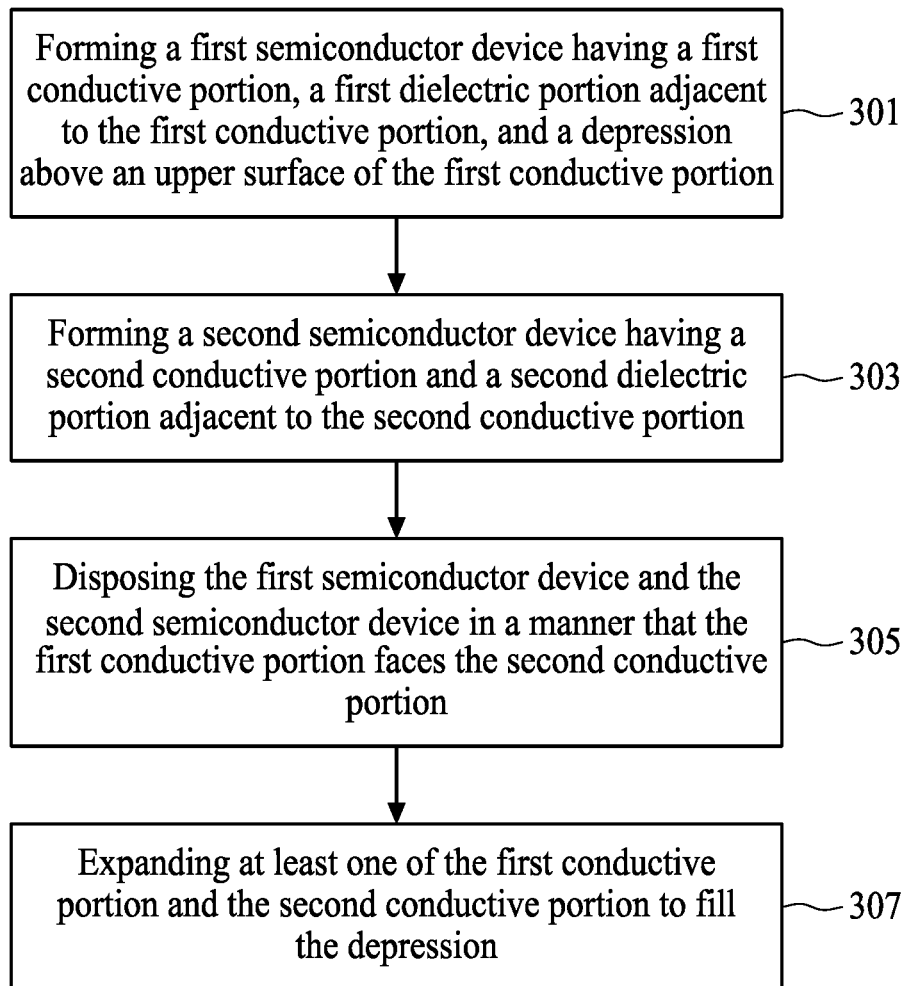 Forming a first semiconductor device having a first
conductive portion, a first dielectric portion adjacent
to the first conductive portion, and a depression
above an upper surface of the first conductive portion
301
Forming a second semiconductor device having a
second conductive portion and a second dielectric
portion adjacent to the second conductive portion
303
Disposing the first semiconductor device and the
second semiconductor device in a manner that the
first conductive portion faces the second conductive
portion
305
Expanding at least one of the first conductive
portion and the second conductive portion to fill
the depression
307